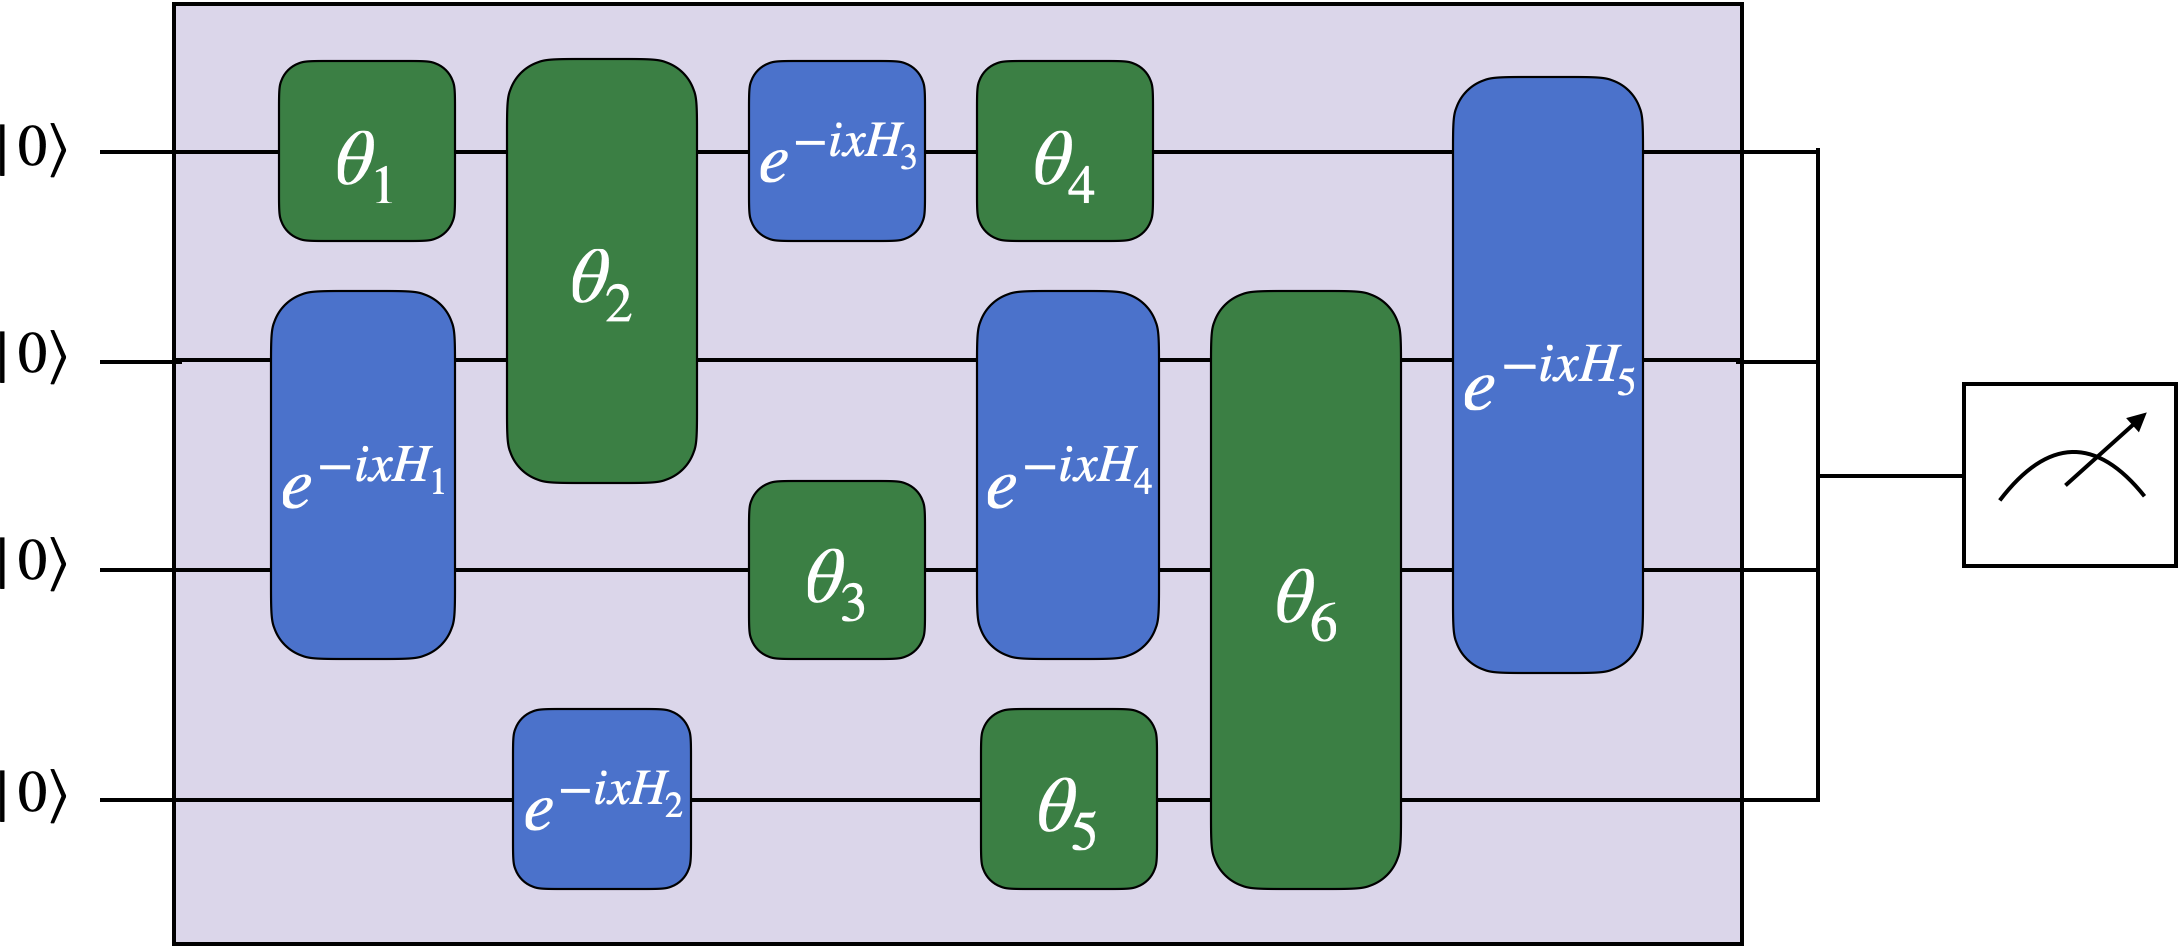 |0⟩
θ₁
θ₂
e^{-ixH₃}
θ₄
|0⟩
e^{-ixH₁}
e^{-ixH₄}
e^{-ixH₅}
|0⟩
θ₃
θ₆
|0⟩
e^{-ixH₂}
θ₅